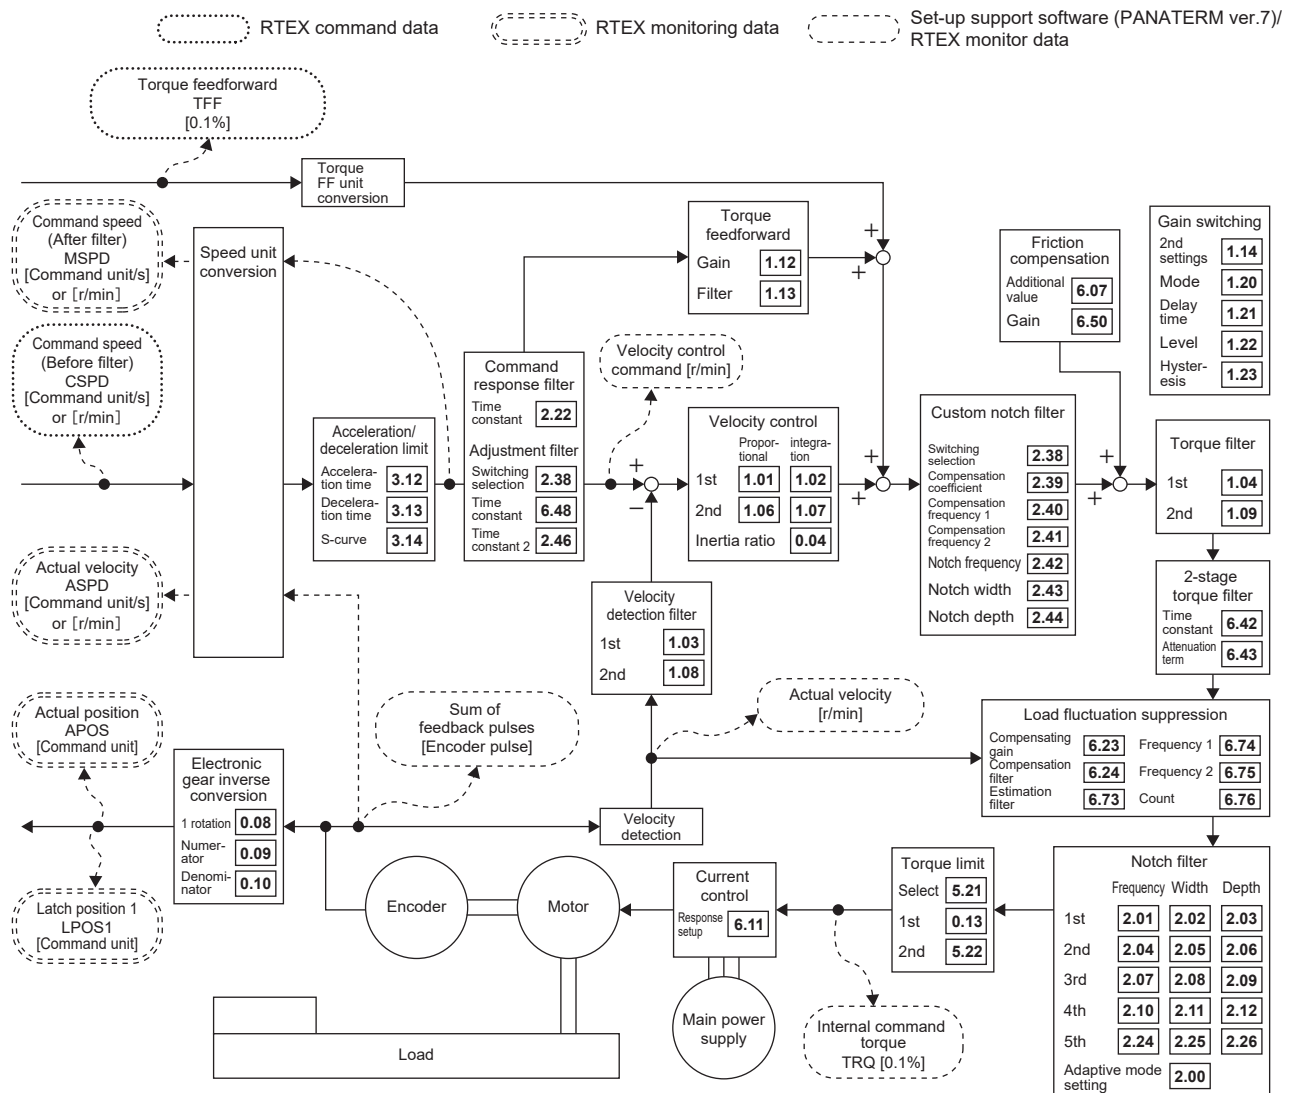 RTEX command data
RTEX monitoring data
Set-up support software (PANATERM ver.7)/
RTEX monitor data
Torque feedforward
TFF
[0.1%]
Torque
FF unit
conversion
Command speed
(After filter)
MSPD
[Command unit/s]
or [r/min]
Speed unit
conversion
Torque
feedforward
Gain 1.12
Filter 1.13
+
+
Friction
compensation
Additional
value 6.07
Gain 6.50
Gain switching
2nd
settings 1.14
Mode 1.20
Delay
time 1.21
Level 1.22
Hyster-
esis 1.23
Command speed
(Before filter)
CSPD
[Command unit/s]
or [r/min]
Acceleration/
deceleration limit
Accelera-
tion time 3.12
Decelera-
tion time 3.13
S-curve 3.14
Command
response filter
Time
constant 2.22
Adjustment filter
Switching
selection 2.38
Time
constant 6.48
Time
constant 2 2.46
Velocity control
command [r/min]
+
−
Velocity control
Propor-
tional
integra-
tion
1st 1.01 1.02
2nd 1.06 1.07
Inertia ratio 0.04
+
+
Custom notch filter
Switching
selection 2.38
Compensation
coefficient 2.39
Compensation
frequency 1 2.40
Compensation
frequency 2 2.41
Notch frequency 2.42
Notch width 2.43
Notch depth 2.44
+
+
Torque filter
1st 1.04
2nd 1.09
2-stage
torque filter
Time
constant 6.42
Attenuation
term 6.43
Actual velocity
ASPD
[Command unit/s]
or [r/min]
Velocity
detection filter
1st 1.03
2nd 1.08
Actual velocity
[r/min]
Sum of
feedback pulses
[Encoder pulse]
Load fluctuation suppression
Compensating
gain 6.23
Frequency 1 6.74
Compensation
filter 6.24
Frequency 2 6.75
Estimation
filter 6.73
Count 6.76
Actual position
APOS
[Command unit]
Electronic
gear inverse
conversion
1 rotation 0.08
Numer-
ator 0.09
Denomi-
nator 0.10
Velocity
detection
Latch position 1
LPOS1
[Command unit]
Encoder
Motor
Current
control
Response
setup 6.11
Torque limit
Select 5.21
1st 0.13
2nd 5.22
Notch filter
Frequency Width Depth
1st 2.01 2.02 2.03
2nd 2.04 2.05 2.06
3rd 2.07 2.08 2.09
4th 2.10 2.11 2.12
5th 2.24 2.25 2.26
Adaptive mode
setting 2.00
Main power
supply
Internal command
torque
TRQ [0.1%]
Load